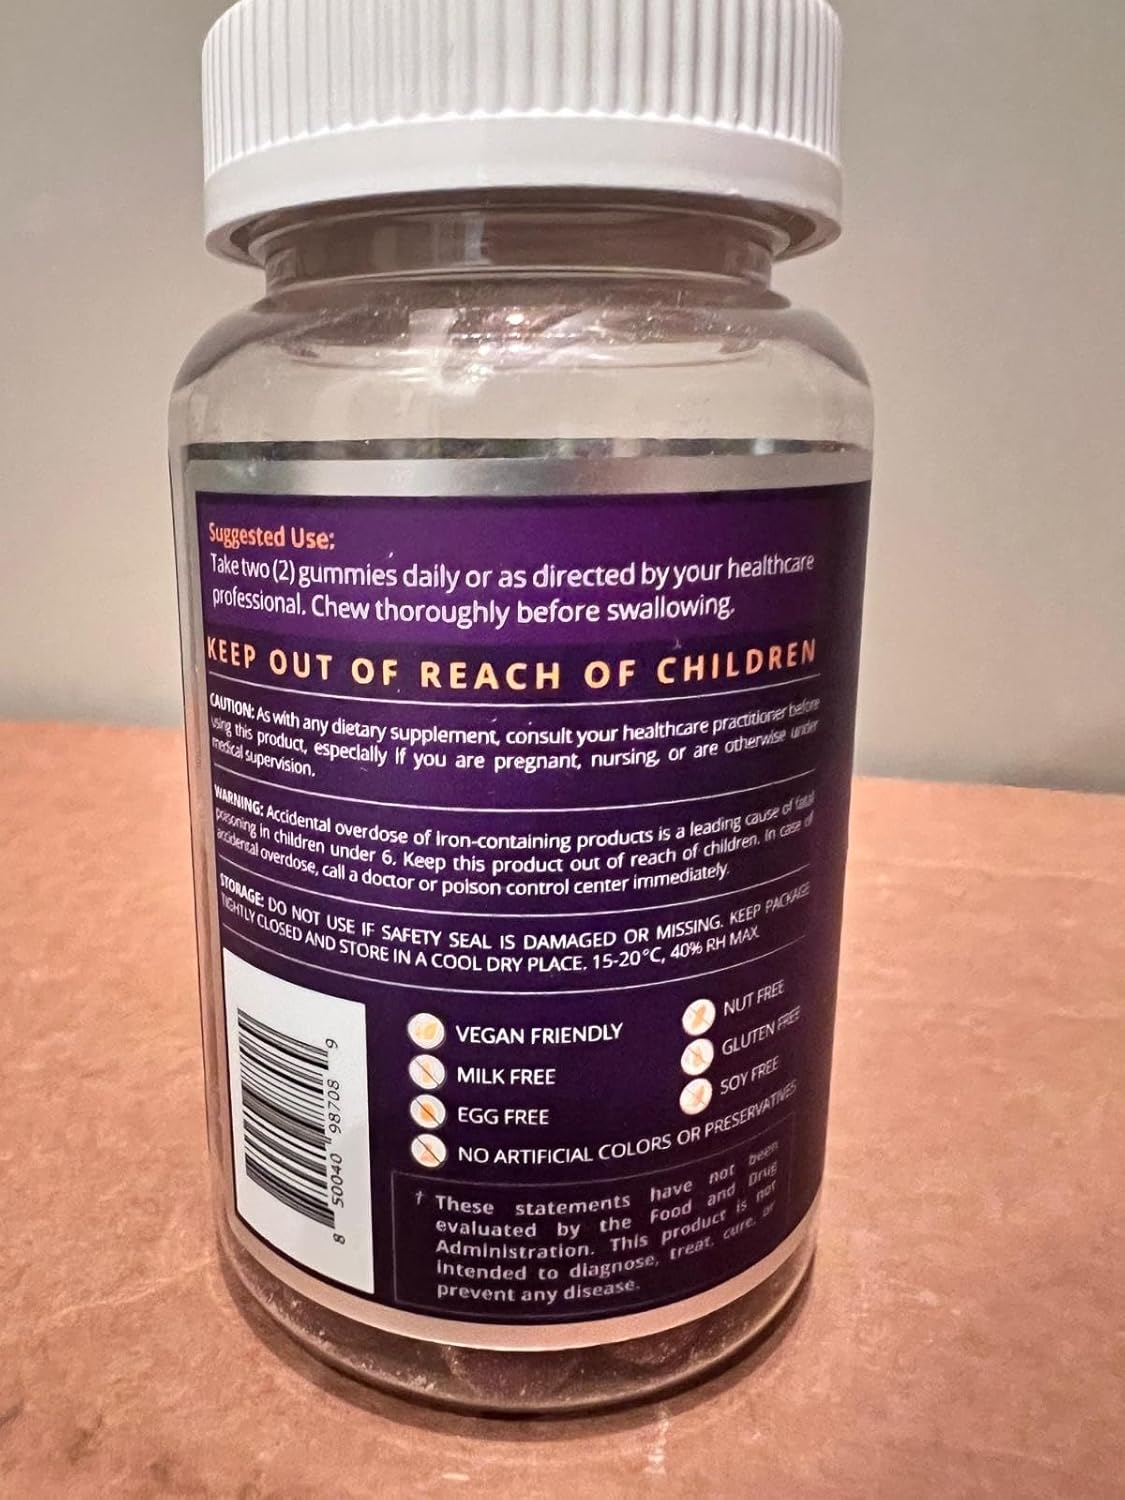 Suggested Use:
Take two (2) gummies daily or as directed by your healthcare
professional. Chew thoroughly before swallowing.
KEEP OUT OF REACH OF CHILDREN
CAUTION: As with any dietary supplement, consult your healthcare practitioner before
using this product, especially if you are pregnant, nursing, or are otherwise under
medical supervision.
WARNING: Accidental overdose of Iron-containing products is a leading cause of fatal
poisoning in children under 6. Keep this product out of reach of children. In case of
accidental overdose, call a doctor or poison control center immediately.
STORAGE: DO NOT USE IF SAFETY SEAL IS DAMAGED OR MISSING. KEEP PACKAGE
TIGHTLY CLOSED AND STORE IN A COOL DRY PLACE. 15-20°C, 40% RH MAX
VEGAN FRIENDLY
MILK FREE
EGG FREE
NO ARTIFICIAL COLORS OR PRESERVATIVES
NUT FREE
GLUTEN FREE
SOY FREE
8 50040 98708 9
† These statements have not been
evaluated by the Food and Drug
Administration. This product is not
intended to diagnose, treat, cure, or
prevent any disease.